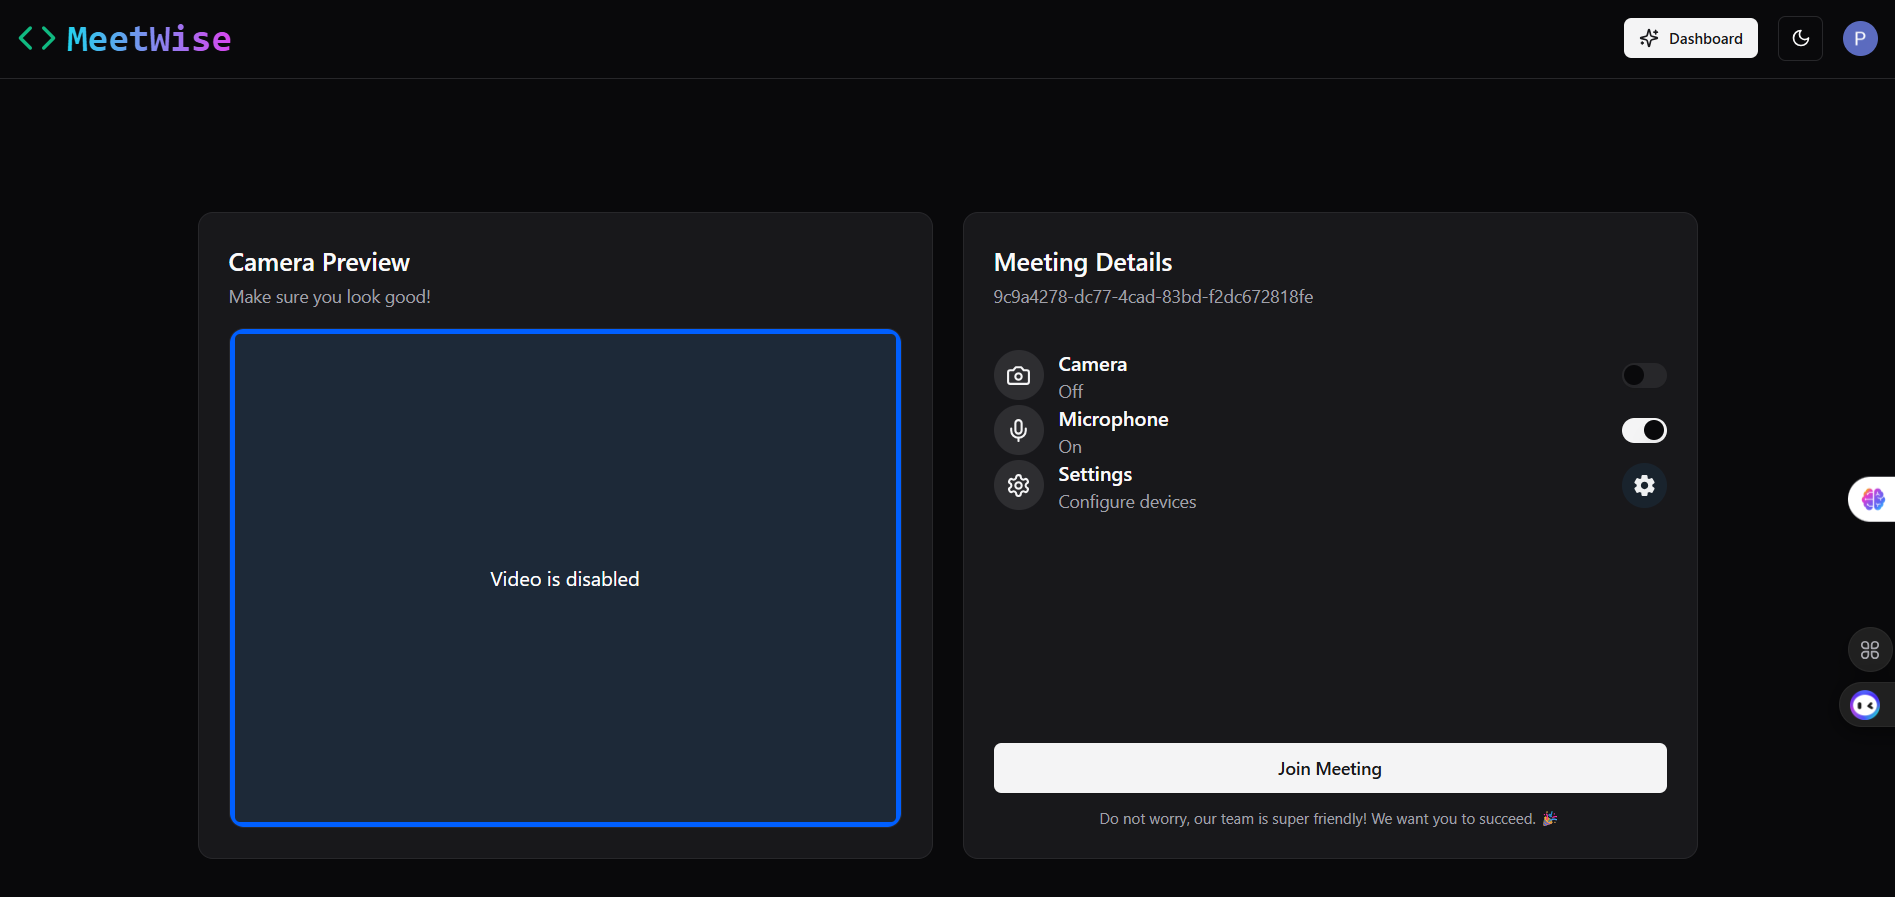 <> MeetWise
Dashboard
P
Camera Preview
Make sure you look good!
Video is disabled
Meeting Details
9c9a4278-dc77-4cad-83bd-f2dc672818fe
Camera
Off
Microphone
On
Settings
Configure devices
Join Meeting
Do not worry, our team is super friendly! We want you to succeed. 🎉